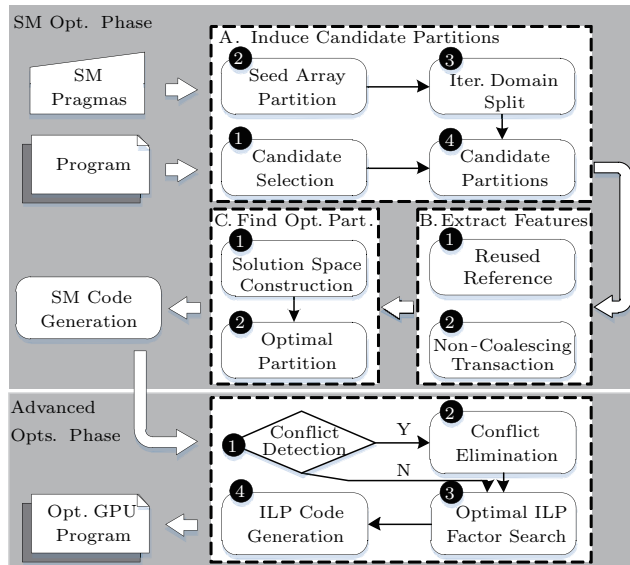 SM Opt. Phase
A. Induce Candidate Partitions
SM
Pragmas
2
Seed Array
Partition
3
Iter. Domain
Split
Program
1
Candidate
Selection
4
Candidate
Partitions
C. Find Opt. Part.
1
Solution Space
Construction
2
Optimal
Partition
B. Extract Features
1
Reused
Reference
2
Non-Coalescing
Transaction
SM Code
Generation
Advanced
Opts. Phase
1
Conflict
Detection
Y
N
2
Conflict
Elimination
3
Optimal ILP
Factor Search
4
ILP Code
Generation
Opt. GPU
Program